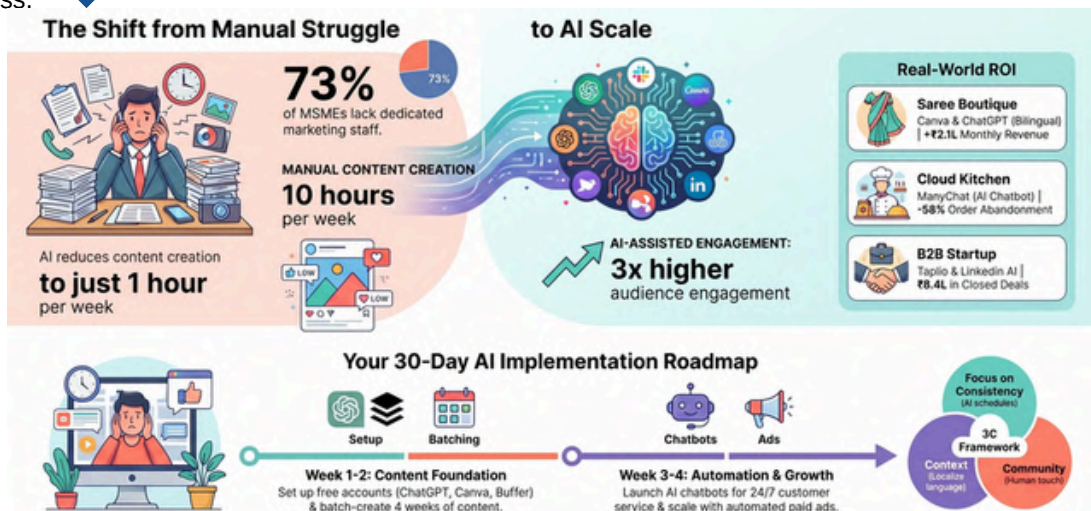 ss.
The Shift from Manual Struggle
to AI Scale
73%
73%
of MSMEs lack dedicated
marketing staff.
MANUAL CONTENT CREATION
10 hours
per week
AI reduces content creation
to just 1 hour
per week
LOW
LOW
Canva
in
AI-ASSISTED ENGAGEMENT:
3x higher
audience engagement
Real-World ROI
Saree Boutique
Canva & ChatGPT (Bilingual)
| +₹2.1L Monthly Revenue
Cloud Kitchen
ManyChat (AI Chatbot) |
-58% Order Abandonment
B2B Startup
Taplio & Linkedin AI |
₹8.4L in Closed Deals
Your 30-Day AI Implementation Roadmap
Setup
Batching
Chatbots
Ads
Week 1-2: Content Foundation
Set up free accounts (ChatGPT, Canva, Buffer)
& batch-create 4 weeks of content.
Week 3-4: Automation & Growth
Launch AI chatbots for 24/7 customer
service & scale with automated paid ads.
Focus on
Consistency
(AI schedules)
3C
Framework
Context
(Localize
language)
Community
(Human touch)